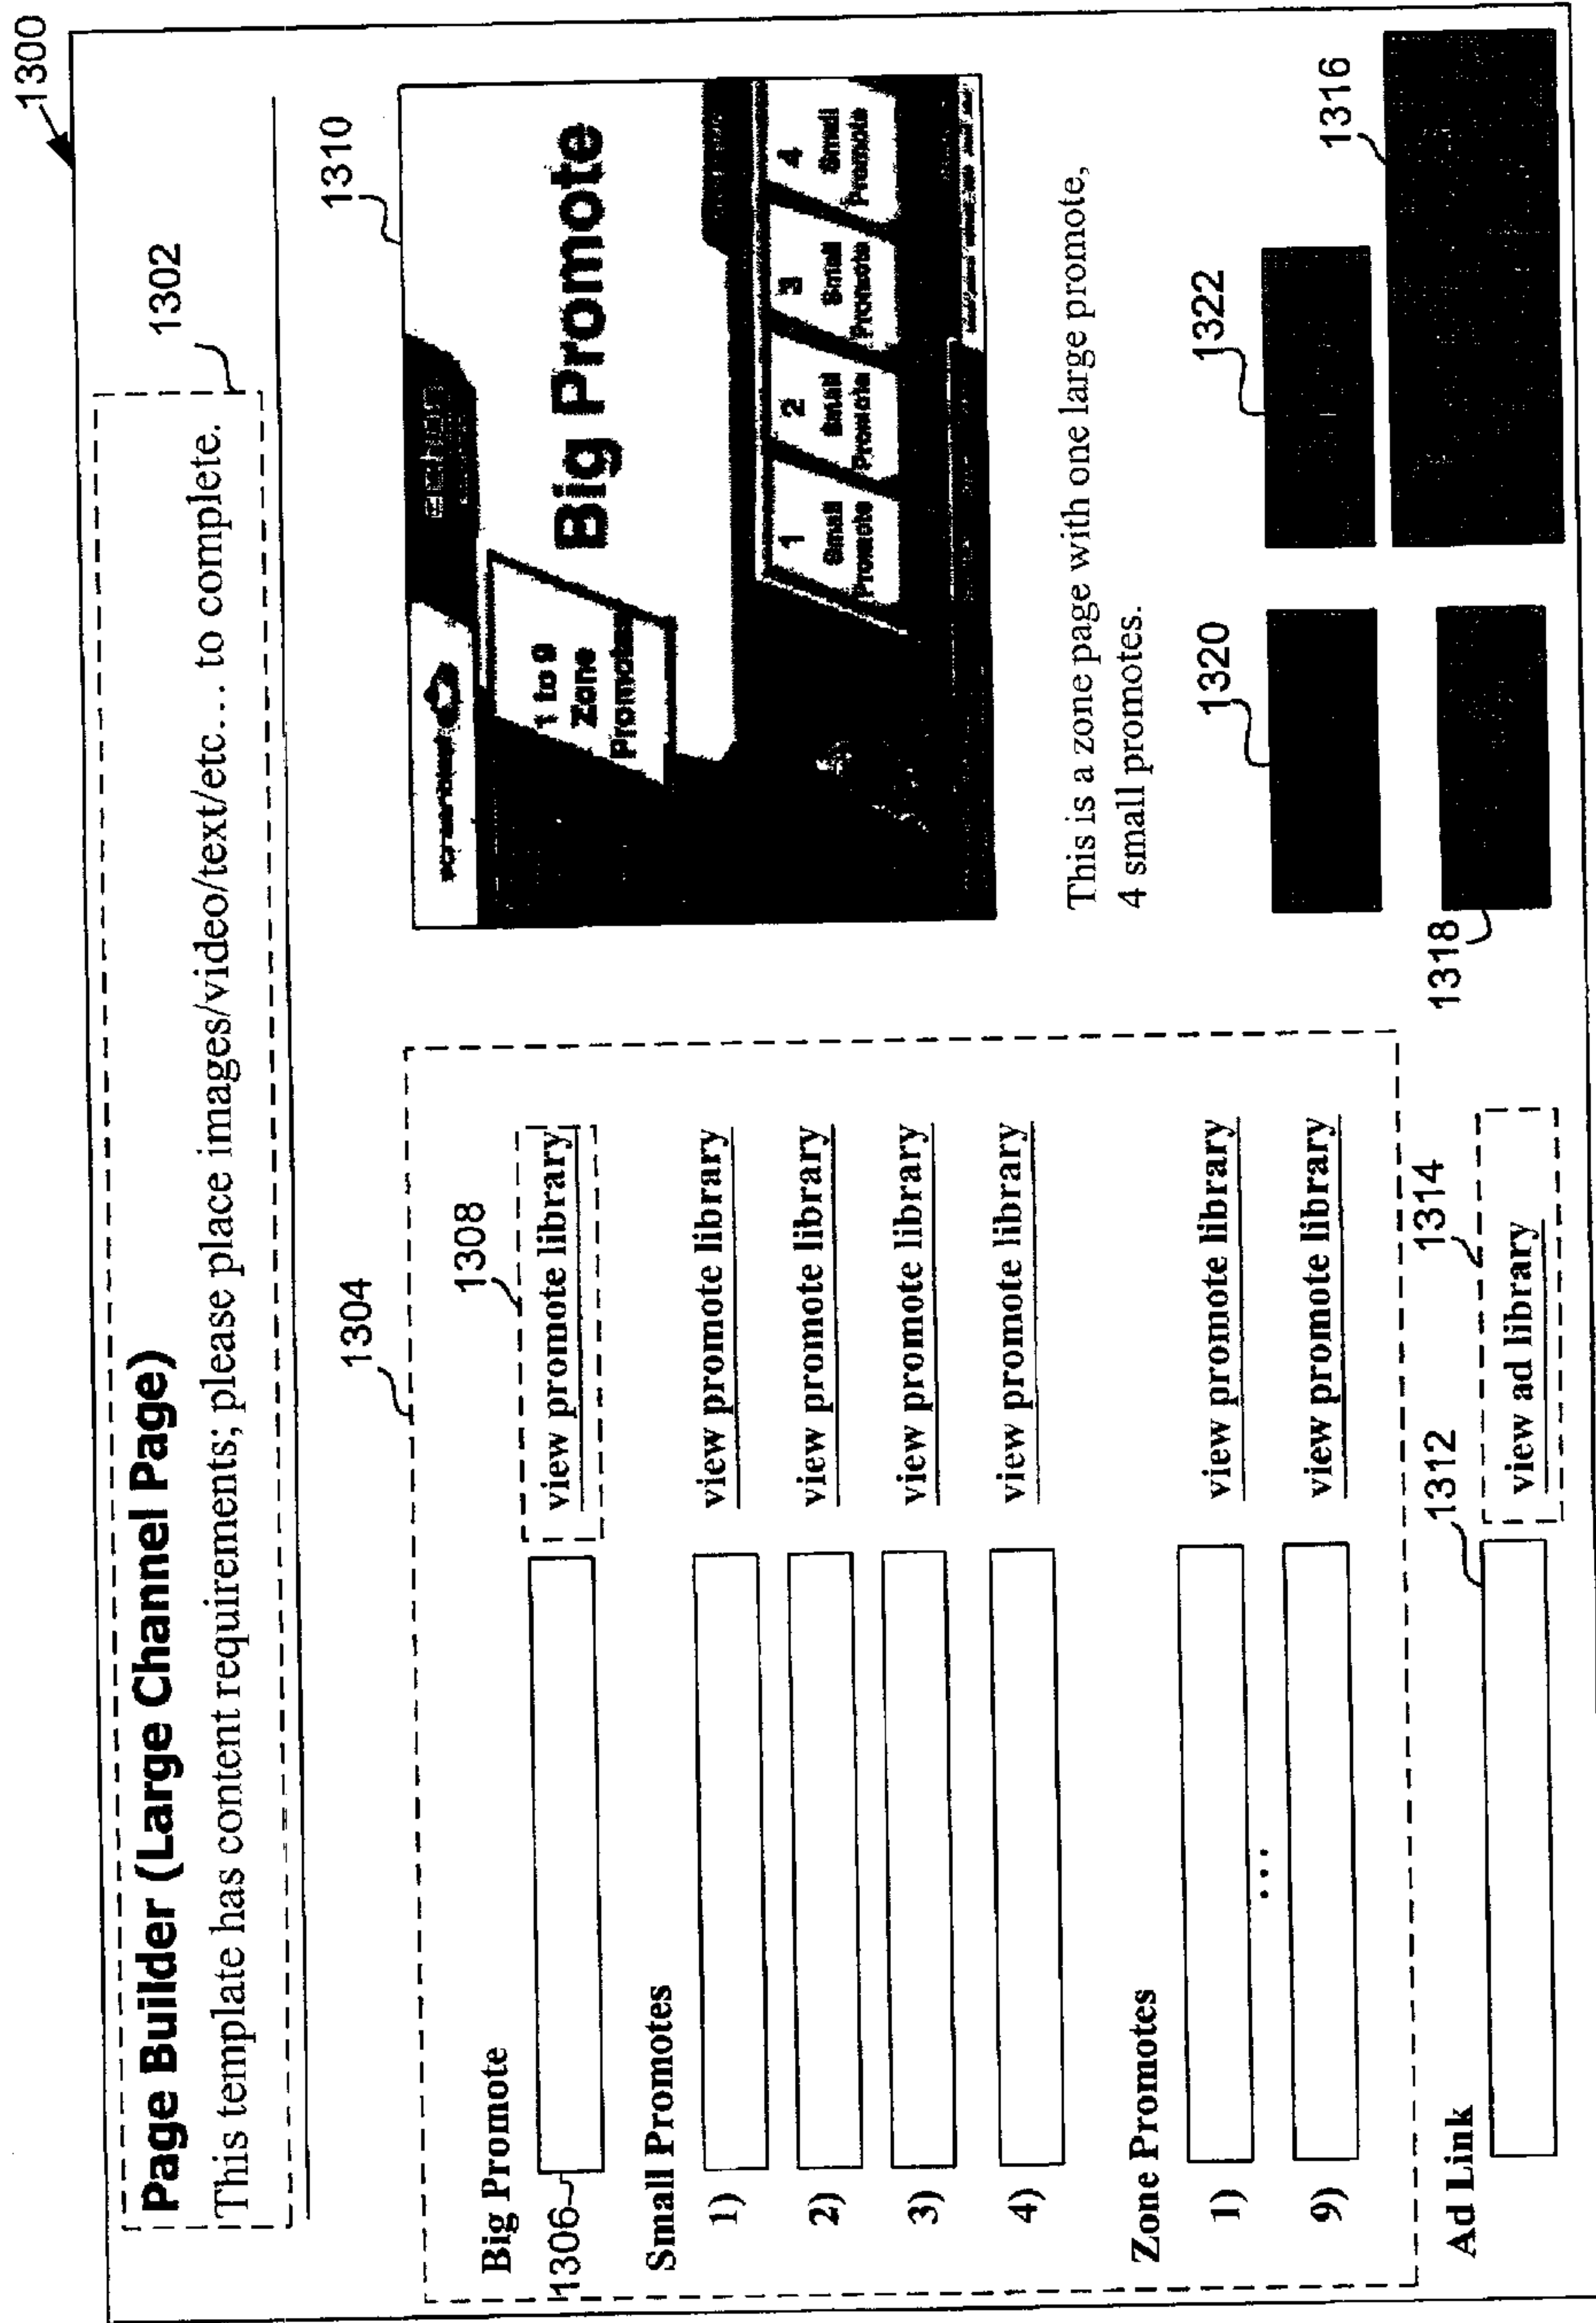 1300
Page Builder (Large Channel Page)
1302
This template has content requirements; please place images/video/text/etc... to complete.
1304
1310
Big Promote
1308
1306
view promote library
Small Promotes
1)
view promote library
2)
view promote library
3)
view promote library
4)
view promote library
Zone Promotes
1)
view promote library
...
9)
view promote library
Ad Link
1312
1314
view ad library
1 to 9
Zone
Promotes
Big Promote
1
Small
Promote
2
Small
Promote
3
Small
Promote
4
Small
Promote
This is a zone page with one large promote,
4 small promotes.
1320
1322
1318
1316